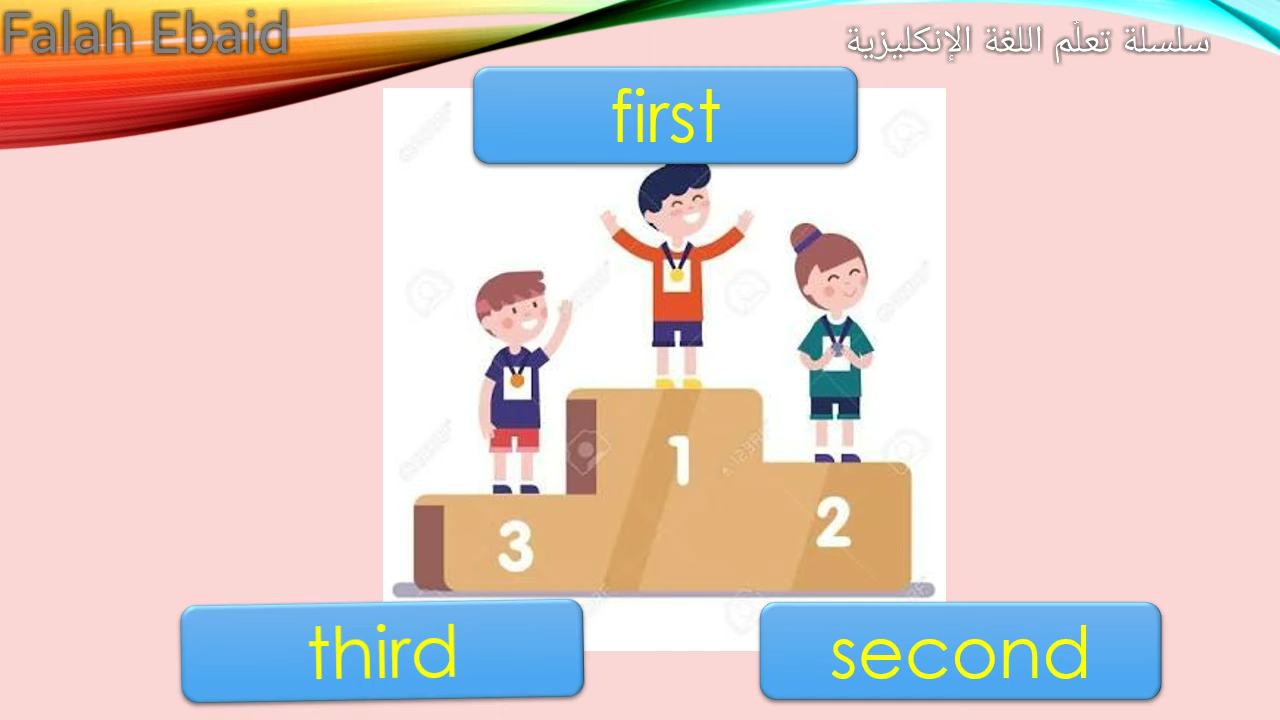 Falah Ebaid
سلسلة تعلّم اللغة الإنكليزية
first
1
2
3
third
second